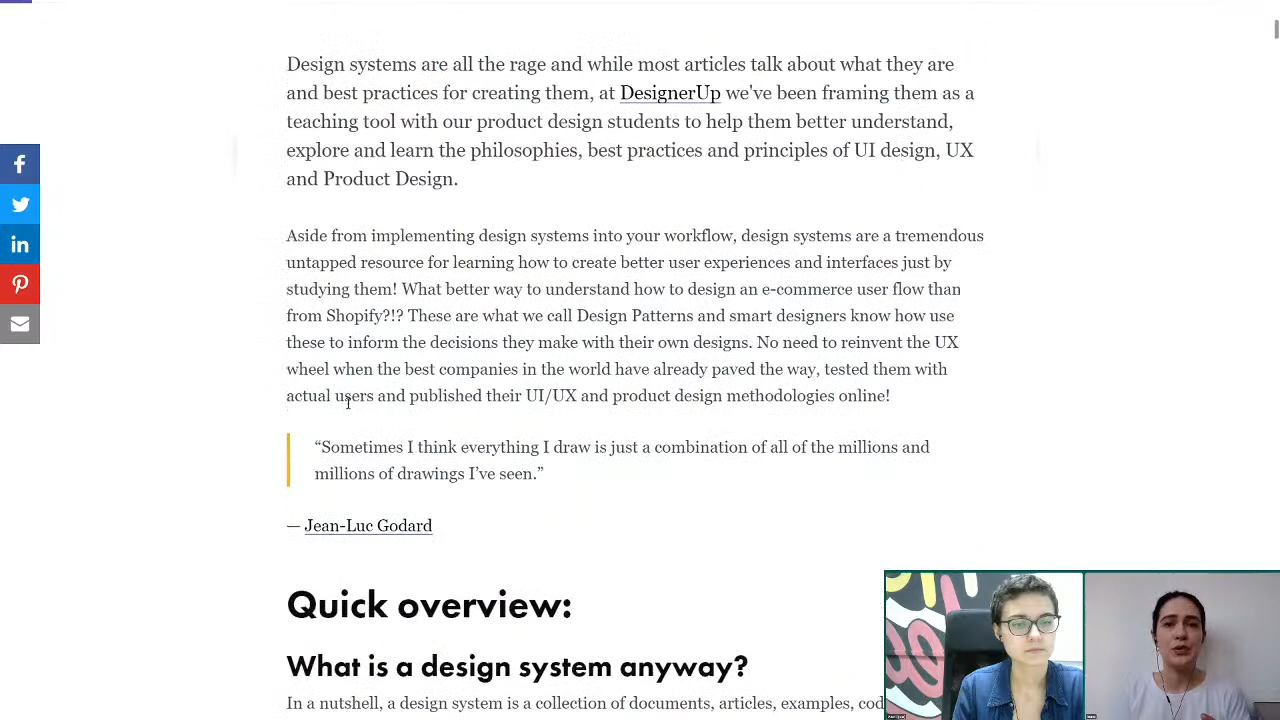 Design systems are all the rage and while most articles talk about what they are
and best practices for creating them, at DesignerUp we've been framing them as a
teaching tool with our product design students to help them better understand,
explore and learn the philosophies, best practices and principles of UI design, UX
and Product Design.
Aside from implementing design systems into your workflow, design systems are a tremendous
untapped resource for learning how to create better user experiences and interfaces just by
studying them! What better way to understand how to design an e-commerce user flow than
from Shopify?!? These are what we call Design Patterns and smart designers know how use
these to inform the decisions they make with their own designs. No need to reinvent the UX
wheel when the best companies in the world have already paved the way, tested them with
actual users and published their UI/UX and product design methodologies online!
“Sometimes I think everything I draw is just a combination of all of the millions and
millions of drawings I’ve seen.”
— Jean-Luc Godard
Quick overview:
What is a design system anyway?
In a nutshell, a design system is a collection of documents, articles, examples, cod